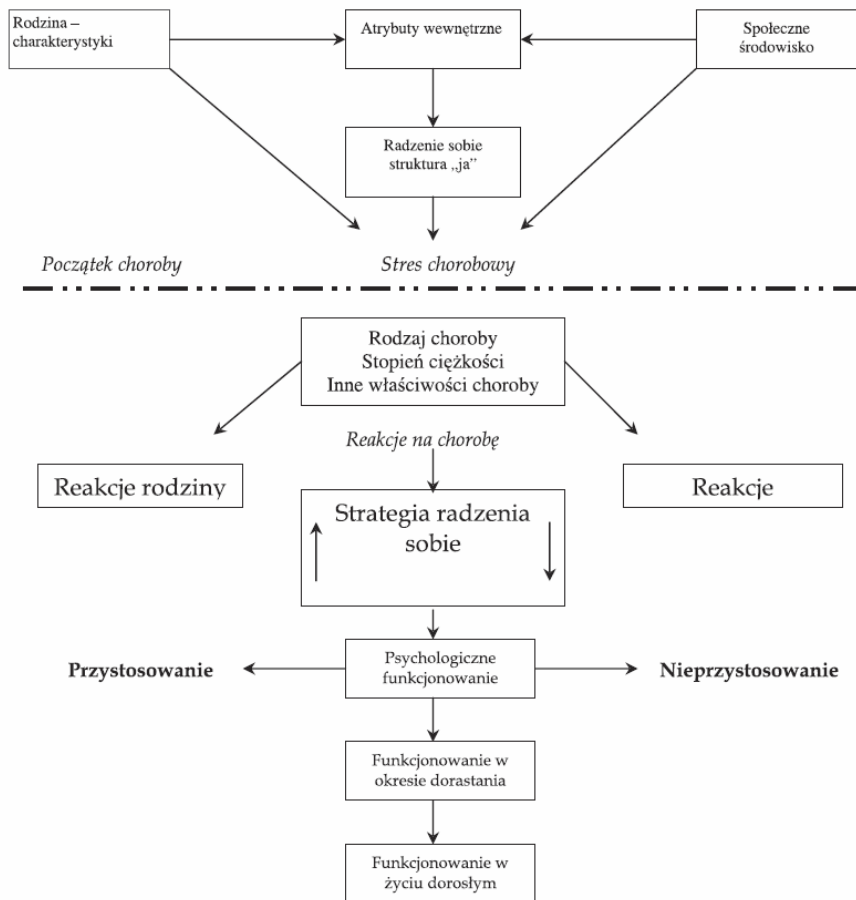 Rodzina –
charakterystyki
Atrybuty wewnętrzne
Społeczne
środowisko
Radzenie sobie
struktura „ja”
Początek choroby
Stres chorobowy
Rodzaj choroby
Stopień ciężkości
Inne właściwości choroby
Reakcje na chorobę
Reakcje rodziny
Reakcje
Strategia radzenia
sobie
Przystosowanie
Psychologiczne
funkcjonowanie
Nieprzystosowanie
Funkcjonowanie w
okresie dorastania
Funkcjonowanie w
życiu dorosłym